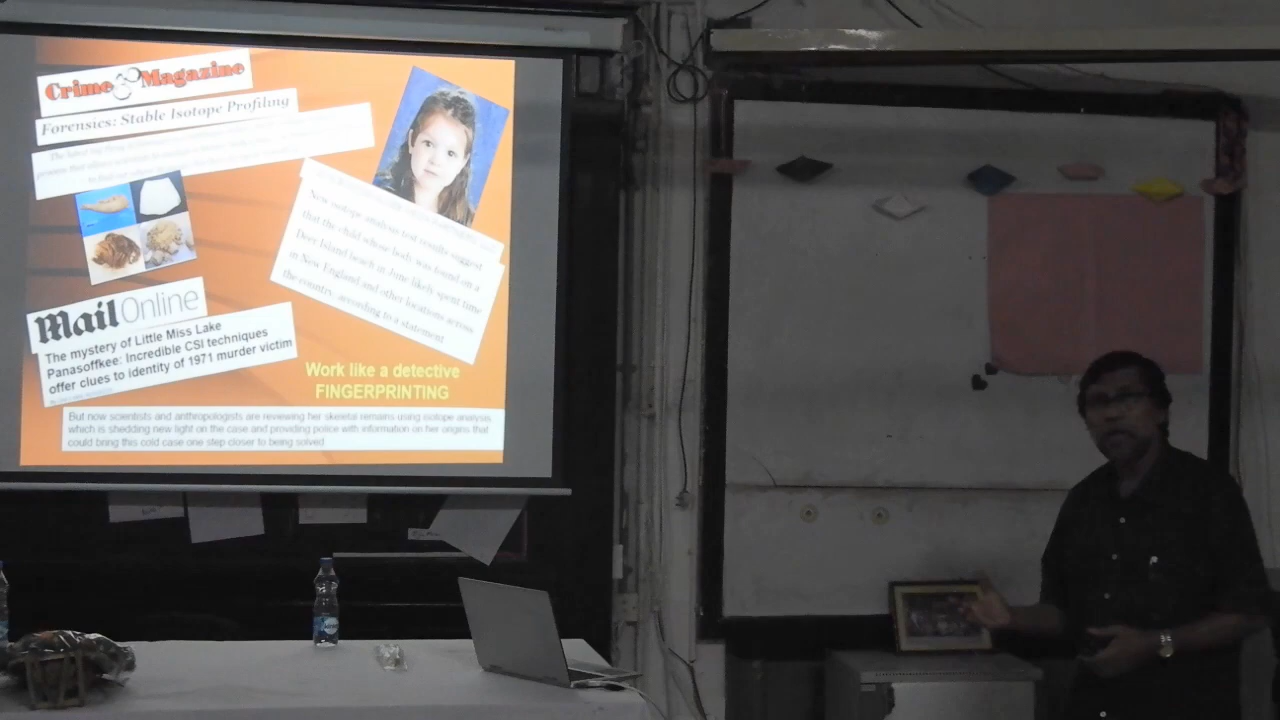 Crime Magazine
Forensics: Stable Isotope Profiling
New isotope analysis test results suggest
that the child whose body was found on a
Deer Island beach in June likely spent time
in New England and other locations across
the country, according to a statement
Mail Online
The mystery of Little Miss Lake
Panasoffkee: Incredible CSI techniques
offer clues to identity of 1971 murder victim
Work like a detective
FINGERPRINTING
But now scientists and anthropologists are reviewing her skeletal remains using isotope analysis,
which is shedding new light on the case and providing police with information on her origins that
could bring this cold case one step closer to being solved